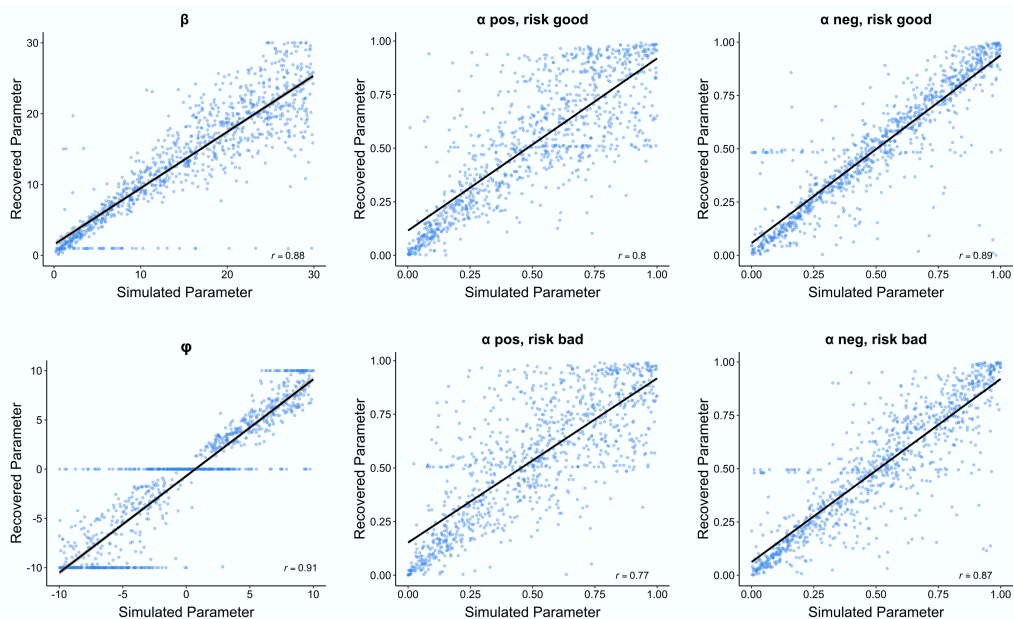 β
Recovered Parameter
30
20
10
0
0
10
20
30
r = 0.88
Simulated Parameter
α pos, risk good
Recovered Parameter
1.00
0.75
0.50
0.25
0.00
0.00
0.25
0.50
0.75
1.00
r = 0.8
Simulated Parameter
α neg, risk good
Recovered Parameter
1.00
0.75
0.50
0.25
0.00
0.00
0.25
0.50
0.75
1.00
r = 0.89
Simulated Parameter
φ
Recovered Parameter
10
5
0
-5
-10
-10
-5
0
5
10
r = 0.91
Simulated Parameter
α pos, risk bad
Recovered Parameter
1.00
0.75
0.50
0.25
0.00
0.00
0.25
0.50
0.75
1.00
r = 0.77
Simulated Parameter
α neg, risk bad
Recovered Parameter
1.00
0.75
0.50
0.25
0.00
0.00
0.25
0.50
0.75
1.00
r = 0.87
Simulated Parameter